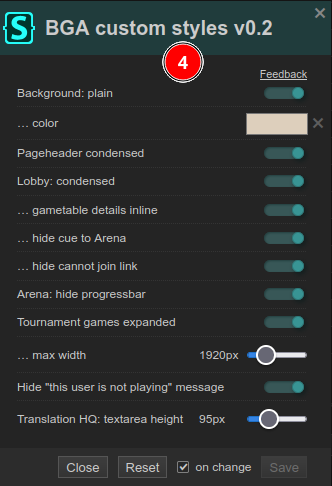 S BGA custom styles v0.2 ×
4
Feedback
Background: plain
... color ×
Pageheader condensed
Lobby: condensed
... gametable details inline
... hide cue to Arena
... hide cannot join link
Arena: hide progressbar
Tournament games expanded
... max width 1920px
Hide "this user is not playing" message
Translation HQ: textarea height 95px
Close Reset on change Save